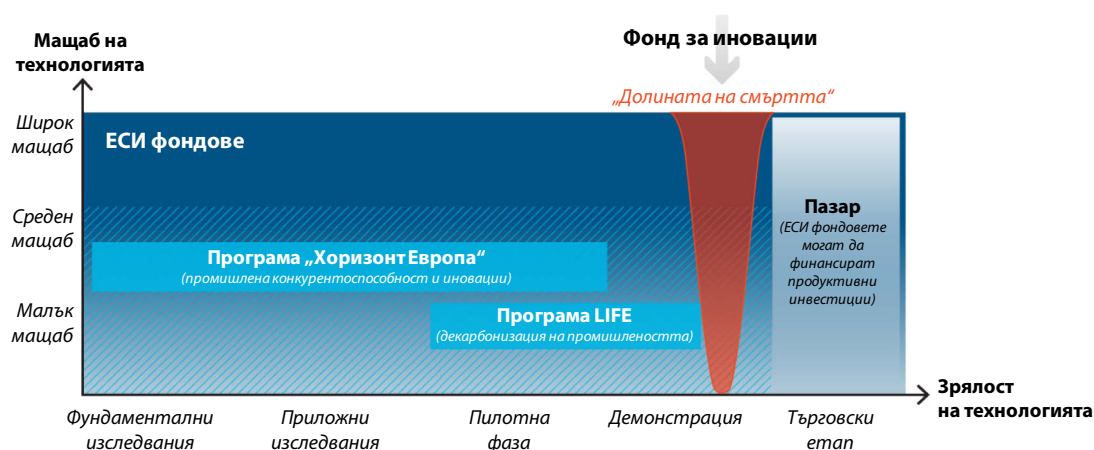 Мащаб на
технологията
Фонд за иновации
„Долината на смъртта“
Широк
мащаб
ЕСИ фондове
Среден
мащаб
Пазар
(ЕСИ фондовете
могат да
финансират
продуктивни
инвестиции)
Програма „Хоризонт Европа“
(промишлена конкурентоспособност и иновации)
Малък
мащаб
Програма LIFE
(декарбонизация на промишлеността)
Зрялост
на технологията
Фундаментални
изследвания
Приложни
изследвания
Пилотна
фаза
Демонстрация
Търговски
етап